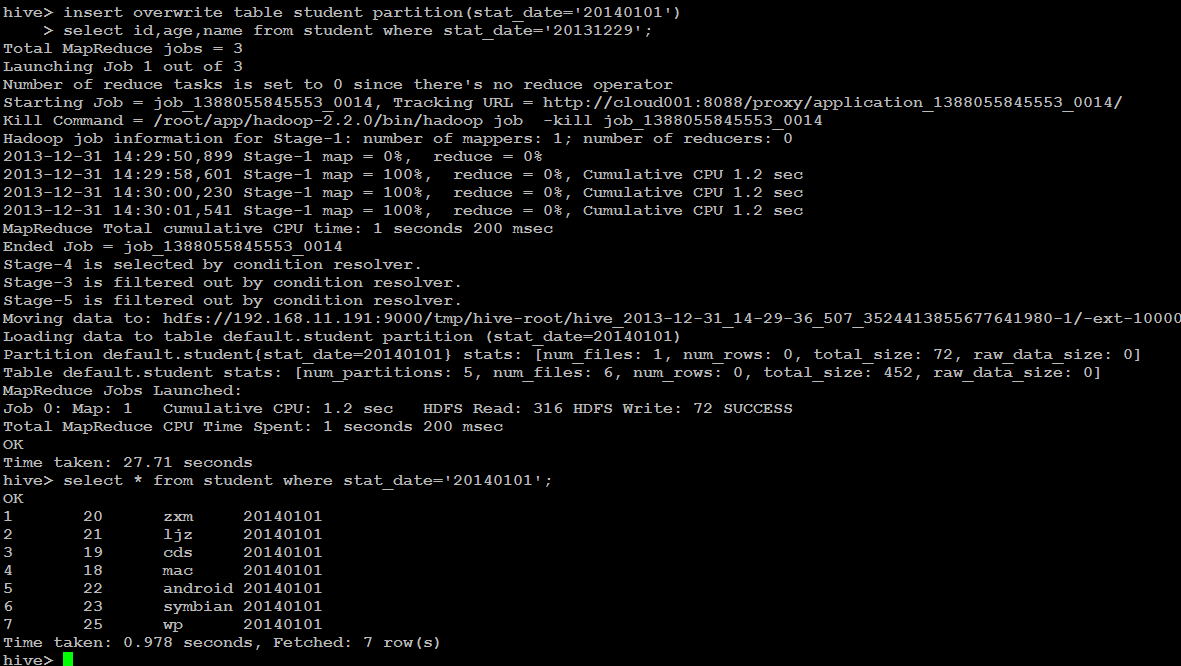 hive> insert overwrite table student partition(stat_date='20140101')
    > select id,age,name from student where stat_date='20131229';
Total MapReduce jobs = 3
Launching Job 1 out of 3
Number of reduce tasks is set to 0 since there's no reduce operator
Starting Job = job_1388055845553_0014, Tracking URL = http://cloud001:8088/proxy/application_1388055845553_0014/
Kill Command = /root/app/hadoop-2.2.0/bin/hadoop job  -kill job_1388055845553_0014
Hadoop job information for Stage-1: number of mappers: 1; number of reducers: 0
2013-12-31 14:29:50,899 Stage-1 map = 0%,  reduce = 0%
2013-12-31 14:29:58,601 Stage-1 map = 100%,  reduce = 0%, Cumulative CPU 1.2 sec
2013-12-31 14:30:00,230 Stage-1 map = 100%,  reduce = 0%, Cumulative CPU 1.2 sec
2013-12-31 14:30:01,541 Stage-1 map = 100%,  reduce = 0%, Cumulative CPU 1.2 sec
MapReduce Total cumulative CPU time: 1 seconds 200 msec
Ended Job = job_1388055845553_0014
Stage-4 is selected by condition resolver.
Stage-3 is filtered out by condition resolver.
Stage-5 is filtered out by condition resolver.
Moving data to: hdfs://192.168.11.191:9000/tmp/hive-root/hive_2013-12-31_14-29-36_507_3524413855677641980-1/-ext-10000
Loading data to table default.student partition (stat_date=20140101)
Partition default.student{stat_date=20140101} stats: [num_files: 1, num_rows: 0, total_size: 72, raw_data_size: 0]
Table default.student stats: [num_partitions: 5, num_files: 6, num_rows: 0, total_size: 452, raw_data_size: 0]
MapReduce Jobs Launched:
Job 0: Map: 1   Cumulative CPU: 1.2 sec   HDFS Read: 316 HDFS Write: 72 SUCCESS
Total MapReduce CPU Time Spent: 1 seconds 200 msec
OK
Time taken: 27.71 seconds
hive> select * from student where stat_date='20140101';
OK
1       20      zxm     20140101
2       21      ljz     20140101
3       19      cds     20140101
4       18      mac     20140101
5       22      android 20140101
6       23      symbian 20140101
7       25      wp      20140101
Time taken: 0.978 seconds, Fetched: 7 row(s)
hive>